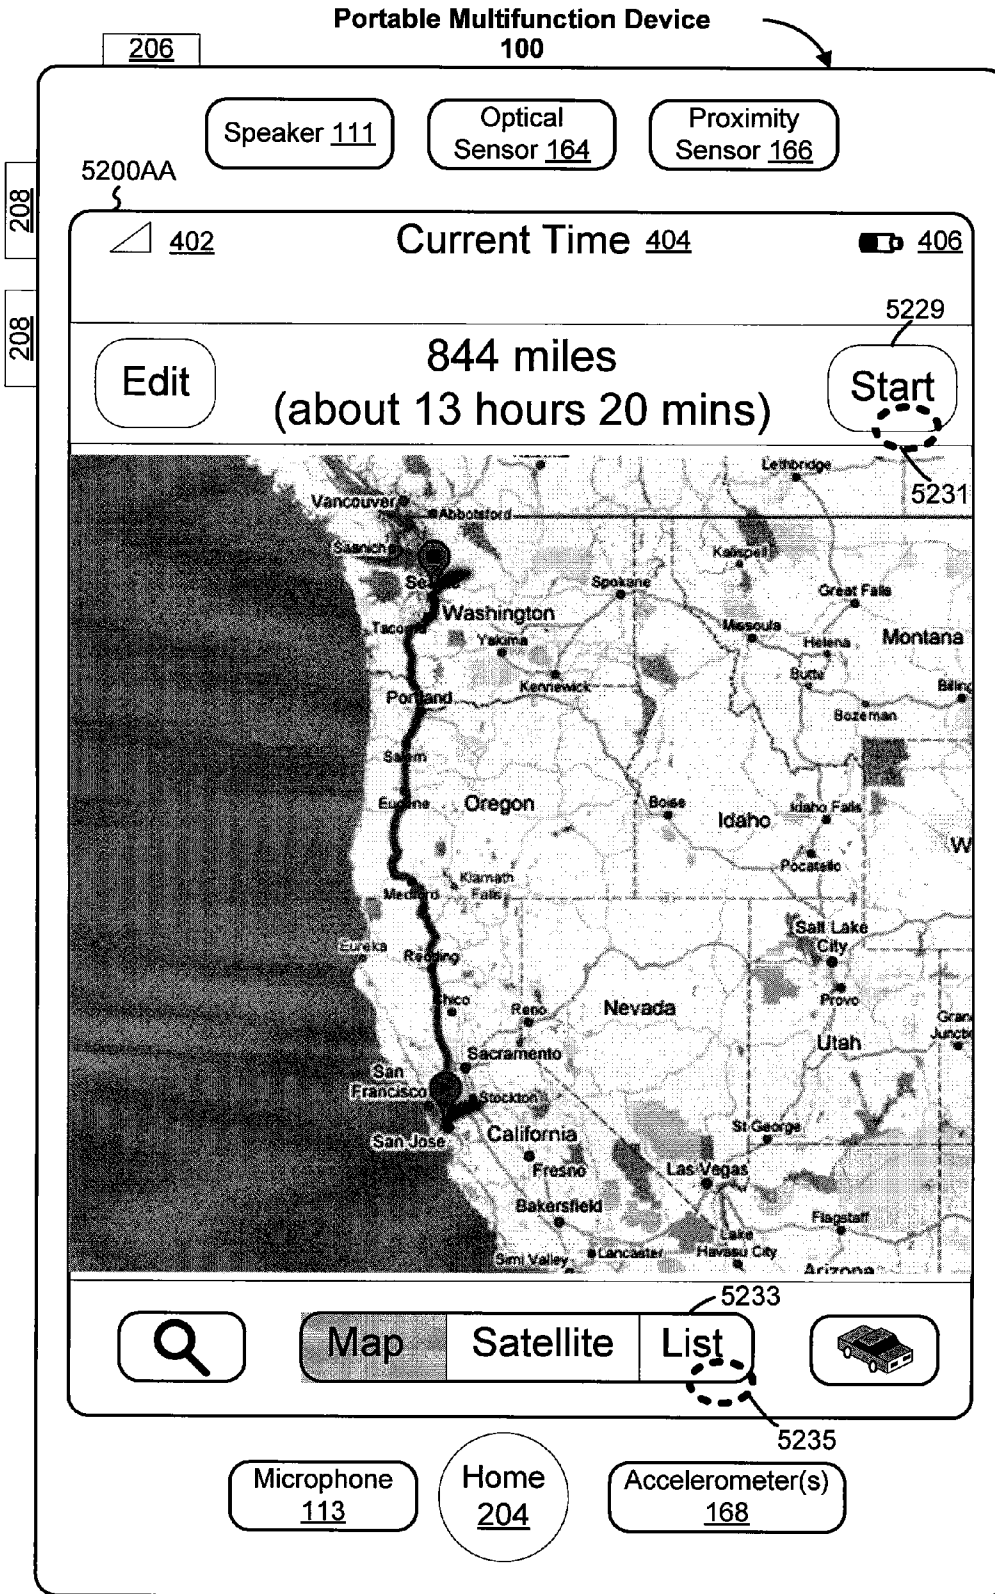 Portable Multifunction Device
100
206
Speaker 111
Optical
Sensor 164
Proximity
Sensor 166
5200AA
208
208
402
Current Time 404
406
5229
Edit
844 miles
(about 13 hours 20 mins)
Start
5231
Lethbridge
Vancouver
Abbotsford
Saanich
Kalispell
Sea
Spokane
Great Falls
Washington
Tacoma
Missoula
Helena
Montana
Yakima
Butte
Kennewick
Portland
Billing
Bozeman
Salem
Eugene
Oregon
Boise
Idaho
Idaho Falls
W
Pocatello
Klamath
Falls
Medford
Salt Lake
City
Eureka
Redding
Chico
Reno
Nevada
Provo
Gran
Juncti
Utah
Sacramento
San
Francisco
Stockton
St George
San Jose
California
Las Vegas
Fresno
Bakersfield
Flagstaff
Lake
Havasu City
Simi Valley
Lancaster
Arizona
5233
Map
Satellite
List
5235
Microphone
113
Home
204
Accelerometer(s)
168